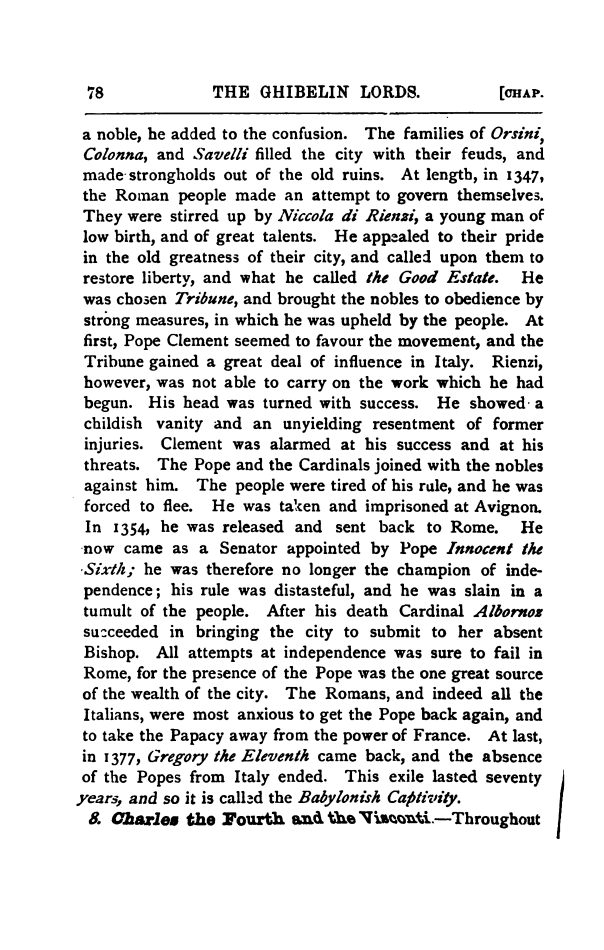 78 THE GHIBELIN LORDS. [CHAP.
a noble, he added to the confusion. The families of Orsini,
Colonna, and Savelli filled the city with their feuds, and
made strongholds out of the old ruins. At length, in 1347,
the Roman people made an attempt to govern themselves.
They were stirred up by Niccola di Rienzi, a young man of
low birth, and of great talents. He appealed to their pride
in the old greatness of their city, and called upon them to
restore liberty, and what he called the Good Estate. He
was chosen Tribune, and brought the nobles to obedience by
strong measures, in which he was upheld by the people. At
first, Pope Clement seemed to favour the movement, and the
Tribune gained a great deal of influence in Italy. Rienzi,
however, was not able to carry on the work which he had
begun. His head was turned with success. He showed a
childish vanity and an unyielding resentment of former
injuries. Clement was alarmed at his success and at his
threats. The Pope and the Cardinals joined with the nobles
against him. The people were tired of his rule, and he was
forced to flee. He was taken and imprisoned at Avignon.
In 1354, he was released and sent back to Rome. He
now came as a Senator appointed by Pope Innocent the
Sixth; he was therefore no longer the champion of inde-
pendence; his rule was distasteful, and he was slain in a
tumult of the people. After his death Cardinal Albornoz
succeeded in bringing the city to submit to her absent
Bishop. All attempts at independence was sure to fail in
Rome, for the presence of the Pope was the one great source
of the wealth of the city. The Romans, and indeed all the
Italians, were most anxious to get the Pope back again, and
to take the Papacy away from the power of France. At last,
in 1377, Gregory the Eleventh came back, and the absence
of the Popes from Italy ended. This exile lasted seventy
years, and so it is called the Babylonish Captivity.
8. Charles the Fourth and the Visconti.—Throughout